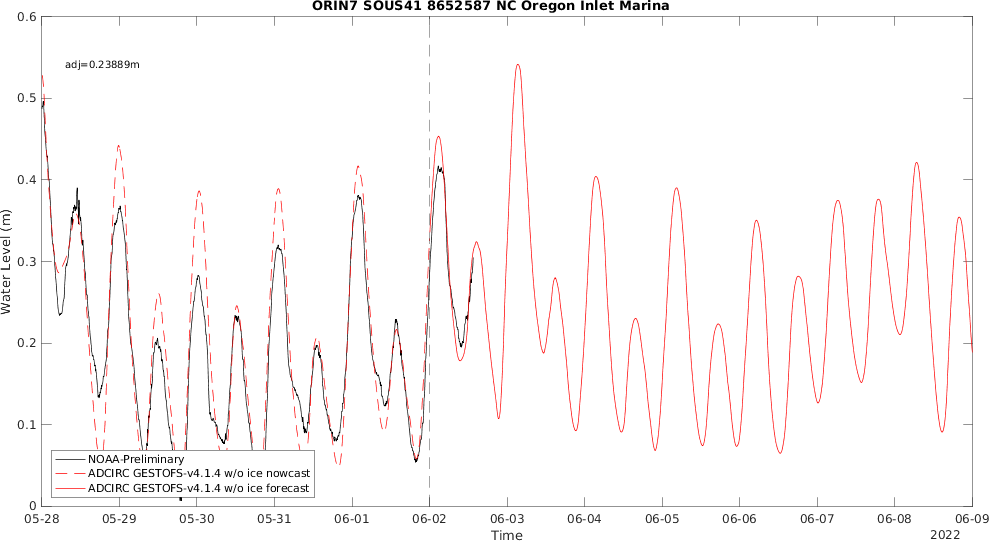 ORIN7 SOUS41 8652587 NC Oregon Inlet Marina
adj=0.23889m
Water Level (m)
0.6
0.5
0.4
0.3
0.2
0.1
0
NOAA-Preliminary
ADCIRC GESTOFS-v4.1.4 w/o ice nowcast
ADCIRC GESTOFS-v4.1.4 w/o ice forecast
05-28 05-29 05-30 05-31 06-01 06-02 06-03 06-04 06-05 06-06 06-07 06-08 06-09
Time
2022